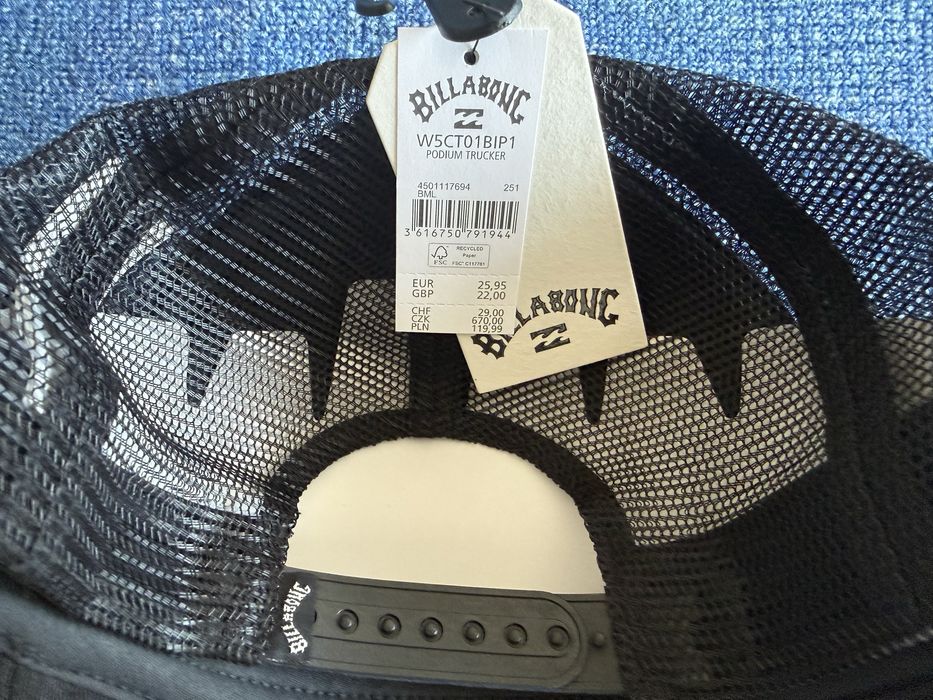 BILLABONG
W5CT01BIP1
PODIUM TRUCKER
4501117694 251
BML
3 616750 791944
FSC
RECYCLED
Paper
FSC® C117761
EUR 25,95
GBP 22,00
CHF 29,00
CZK 670,00
PLN 119,99
BILLABONG
BILLABONG